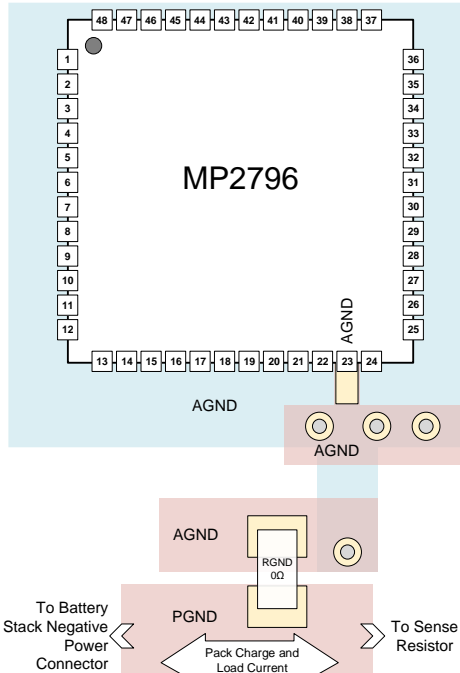 48 47 46 45 44 43 42 41 40 39 38 37
1
2
3
4
5
6
7
8
9
10
11
12
36
35
34
33
32
31
30
29
28
27
26
25
MP2796
AGND
13 14 15 16 17 18 19 20 21 22 23 24
AGND
AGND
AGND
RGND
0Ω
PGND
To Battery
Stack Negative
Power
Connector
Pack Charge and
Load Current
To Sense
Resistor